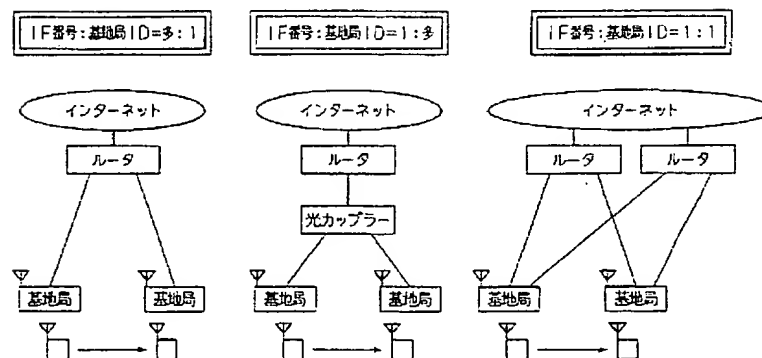 IF番号:基地局ID=多:1
IF番号:基地局ID=1:多
IF番号:基地局ID=1:1
インターネット
インターネット
インターネット
ルータ
ルータ
ルータ
ルータ
光カップラー
基地局
基地局
基地局
基地局
基地局
基地局